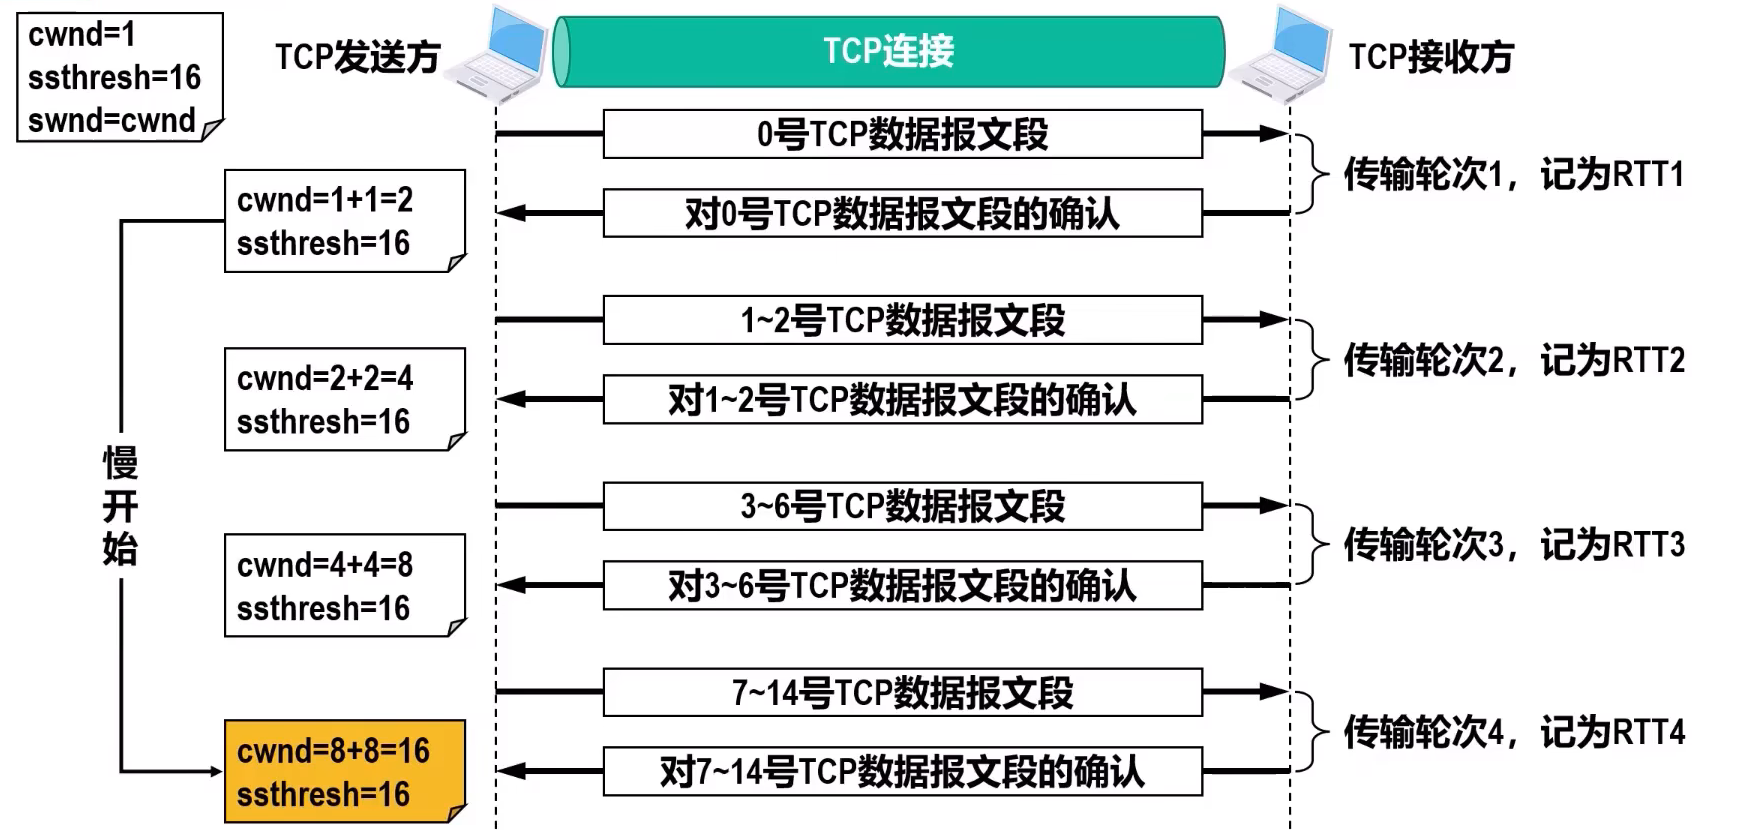 cwnd=1
ssthresh=16
swnd=cwnd
TCP发送方
TCP连接
TCP接收方
0号TCP数据报文段
传输轮次1，记为RTT1
cwnd=1+1=2
ssthresh=16
对0号TCP数据报文段的确认
1~2号TCP数据报文段
传输轮次2，记为RTT2
cwnd=2+2=4
ssthresh=16
对1~2号TCP数据报文段的确认
慢开始
3~6号TCP数据报文段
传输轮次3，记为RTT3
cwnd=4+4=8
ssthresh=16
对3~6号TCP数据报文段的确认
7~14号TCP数据报文段
传输轮次4，记为RTT4
cwnd=8+8=16
ssthresh=16
对7~14号TCP数据报文段的确认